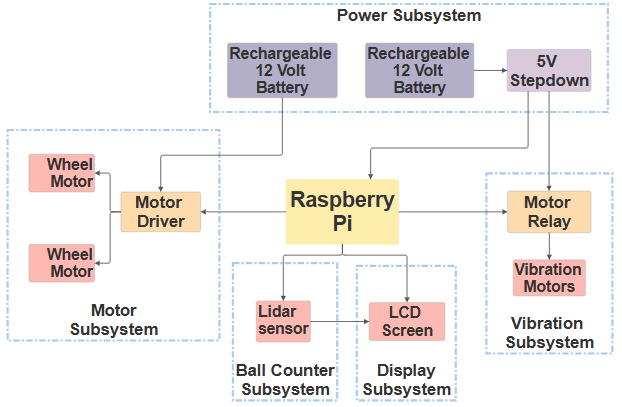 Power Subsystem
Rechargeable
12 Volt
Battery
Rechargeable
12 Volt
Battery
5V
Stepdown
Wheel
Motor
Motor
Driver
Wheel
Motor
Motor
Subsystem
Raspberry
Pi
Motor
Relay
Vibration
Motors
Vibration
Subsystem
Lidar
sensor
Ball Counter
Subsystem
LCD
Screen
Display
Subsystem